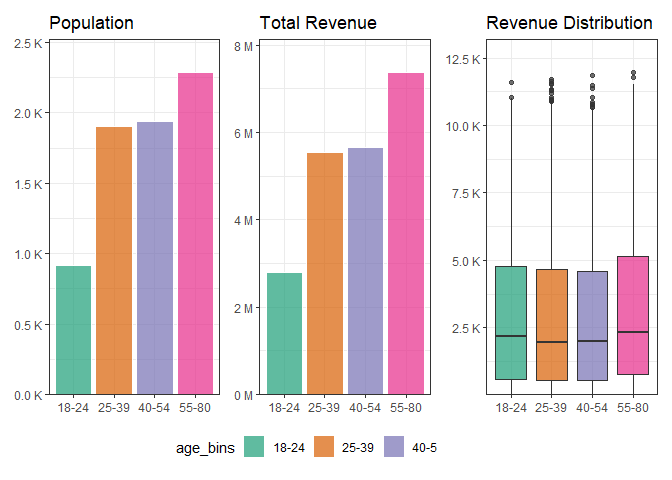 Population
2.5 K
2.0 K
1.5 K
1.0 K
0.5 K
0.0 K
18-24 25-39 40-54 55-80
Total Revenue
8 M
6 M
4 M
2 M
0 M
18-24 25-39 40-54 55-80
Revenue Distribution
12.5 K
10.0 K
7.5 K
5.0 K
2.5 K
18-24 25-39 40-54 55-80
age_bins 18-24 25-39 40-5